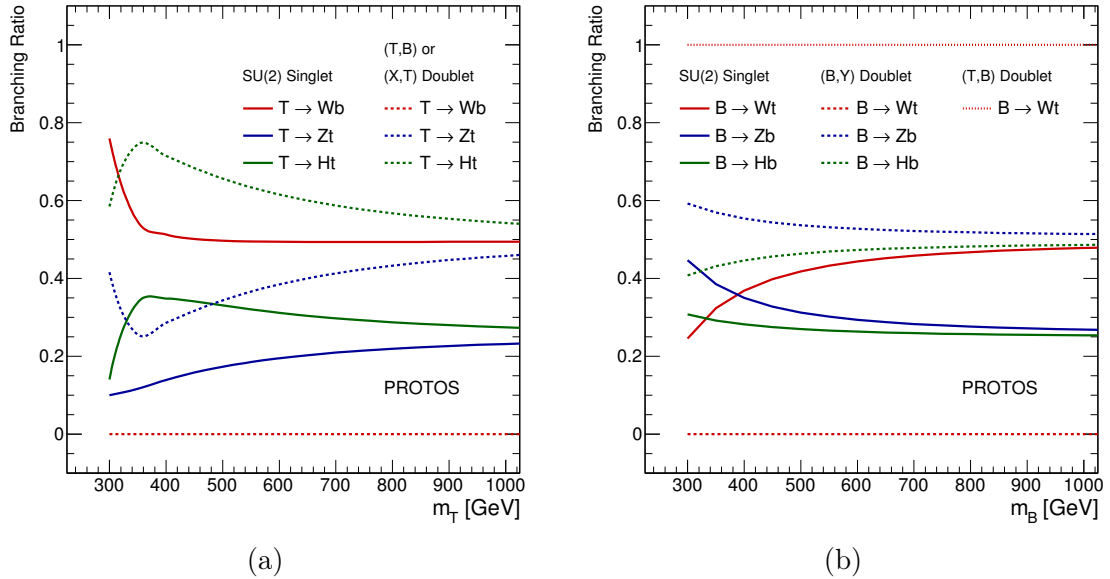 Branching Ratio
1
0.8
0.6
0.4
0.2
0
(T,B) or
SU(2) Singlet
(X,T) Doublet
T → Wb
T → Wb
T → Zt
T → Zt
T → Ht
T → Ht
PROTOS
300 400 500 600 700 800 900 1000
m_T [GeV]
(a)
Branching Ratio
1
0.8
0.6
0.4
0.2
0
SU(2) Singlet
(B,Y) Doublet
(T,B) Doublet
B → Wt
B → Wt
B → Wt
B → Zb
B → Zb
B → Hb
B → Hb
PROTOS
300 400 500 600 700 800 900 1000
m_B [GeV]
(b)